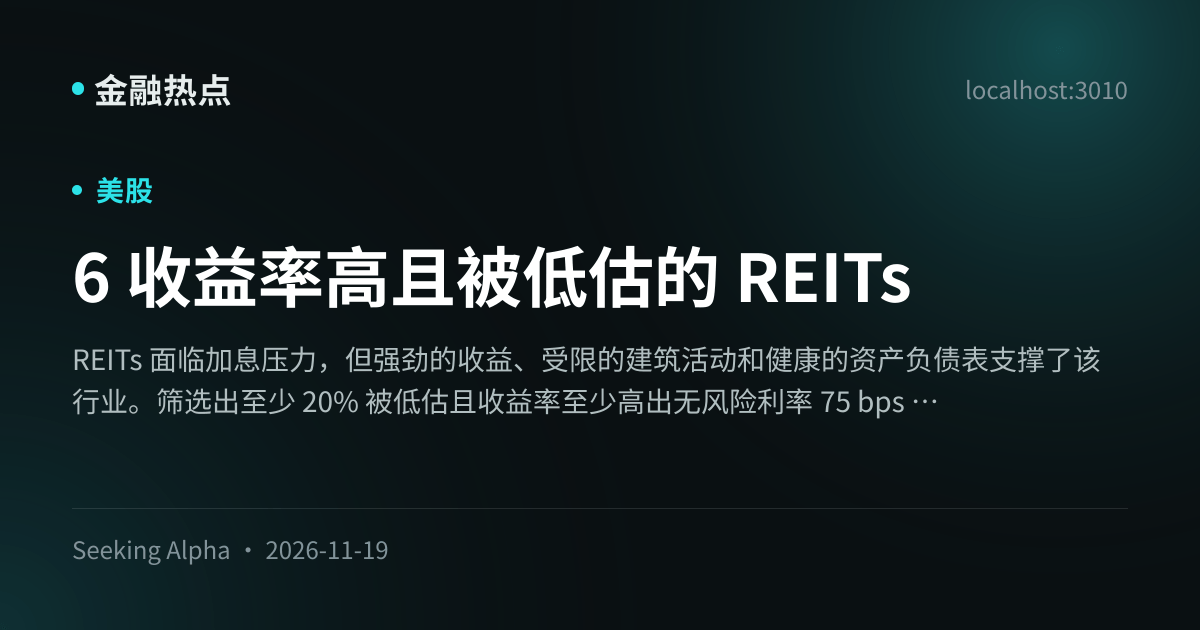 金融热点
localhost:3010
美股
6 收益率高且被低估的 REITs
REITs 面临加息压力，但强劲的收益、受限的建筑活动和健康的资产负债表支撑了该
行业。筛选出至少 20% 被低估且收益率至少高出无风险利率 75 bps …
Seeking Alpha · 2026-11-19